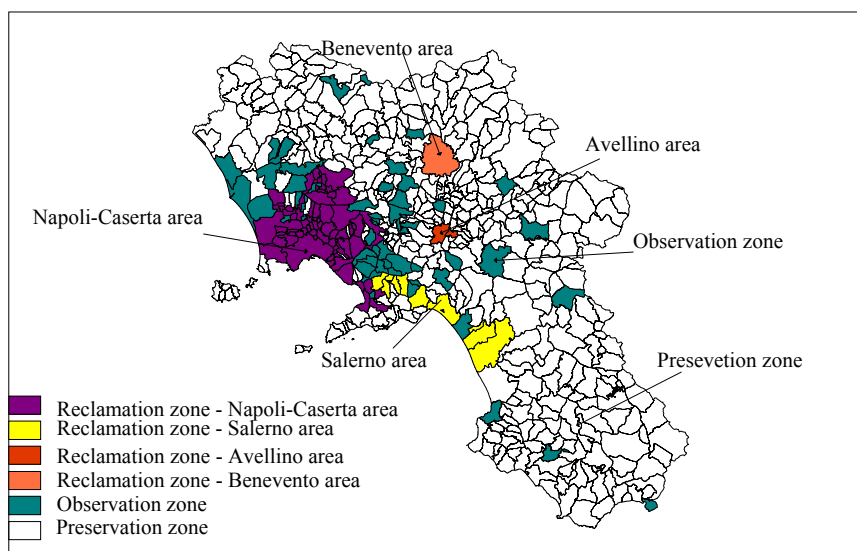 Benevento area
Avellino area
Napoli-Caserta area
Observation zone
Salerno area
Presevetion zone
Reclamation zone - Napoli-Caserta area
Reclamation zone - Salerno area
Reclamation zone - Avellino area
Reclamation zone - Benevento area
Observation zone
Preservation zone